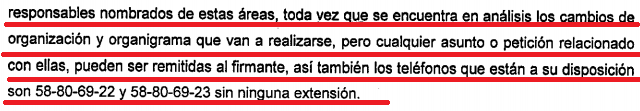 responsables nombrados de estas áreas, toda vez que se encuentra en análisis los cambios de
organización y organigrama que van a realizarse, pero cualquier asunto o petición relacionado
con ellas, pueden ser remitidas al firmante, así también los teléfonos que están a su disposición
son 58-80-69-22 y 58-80-69-23 sin ninguna extensión.